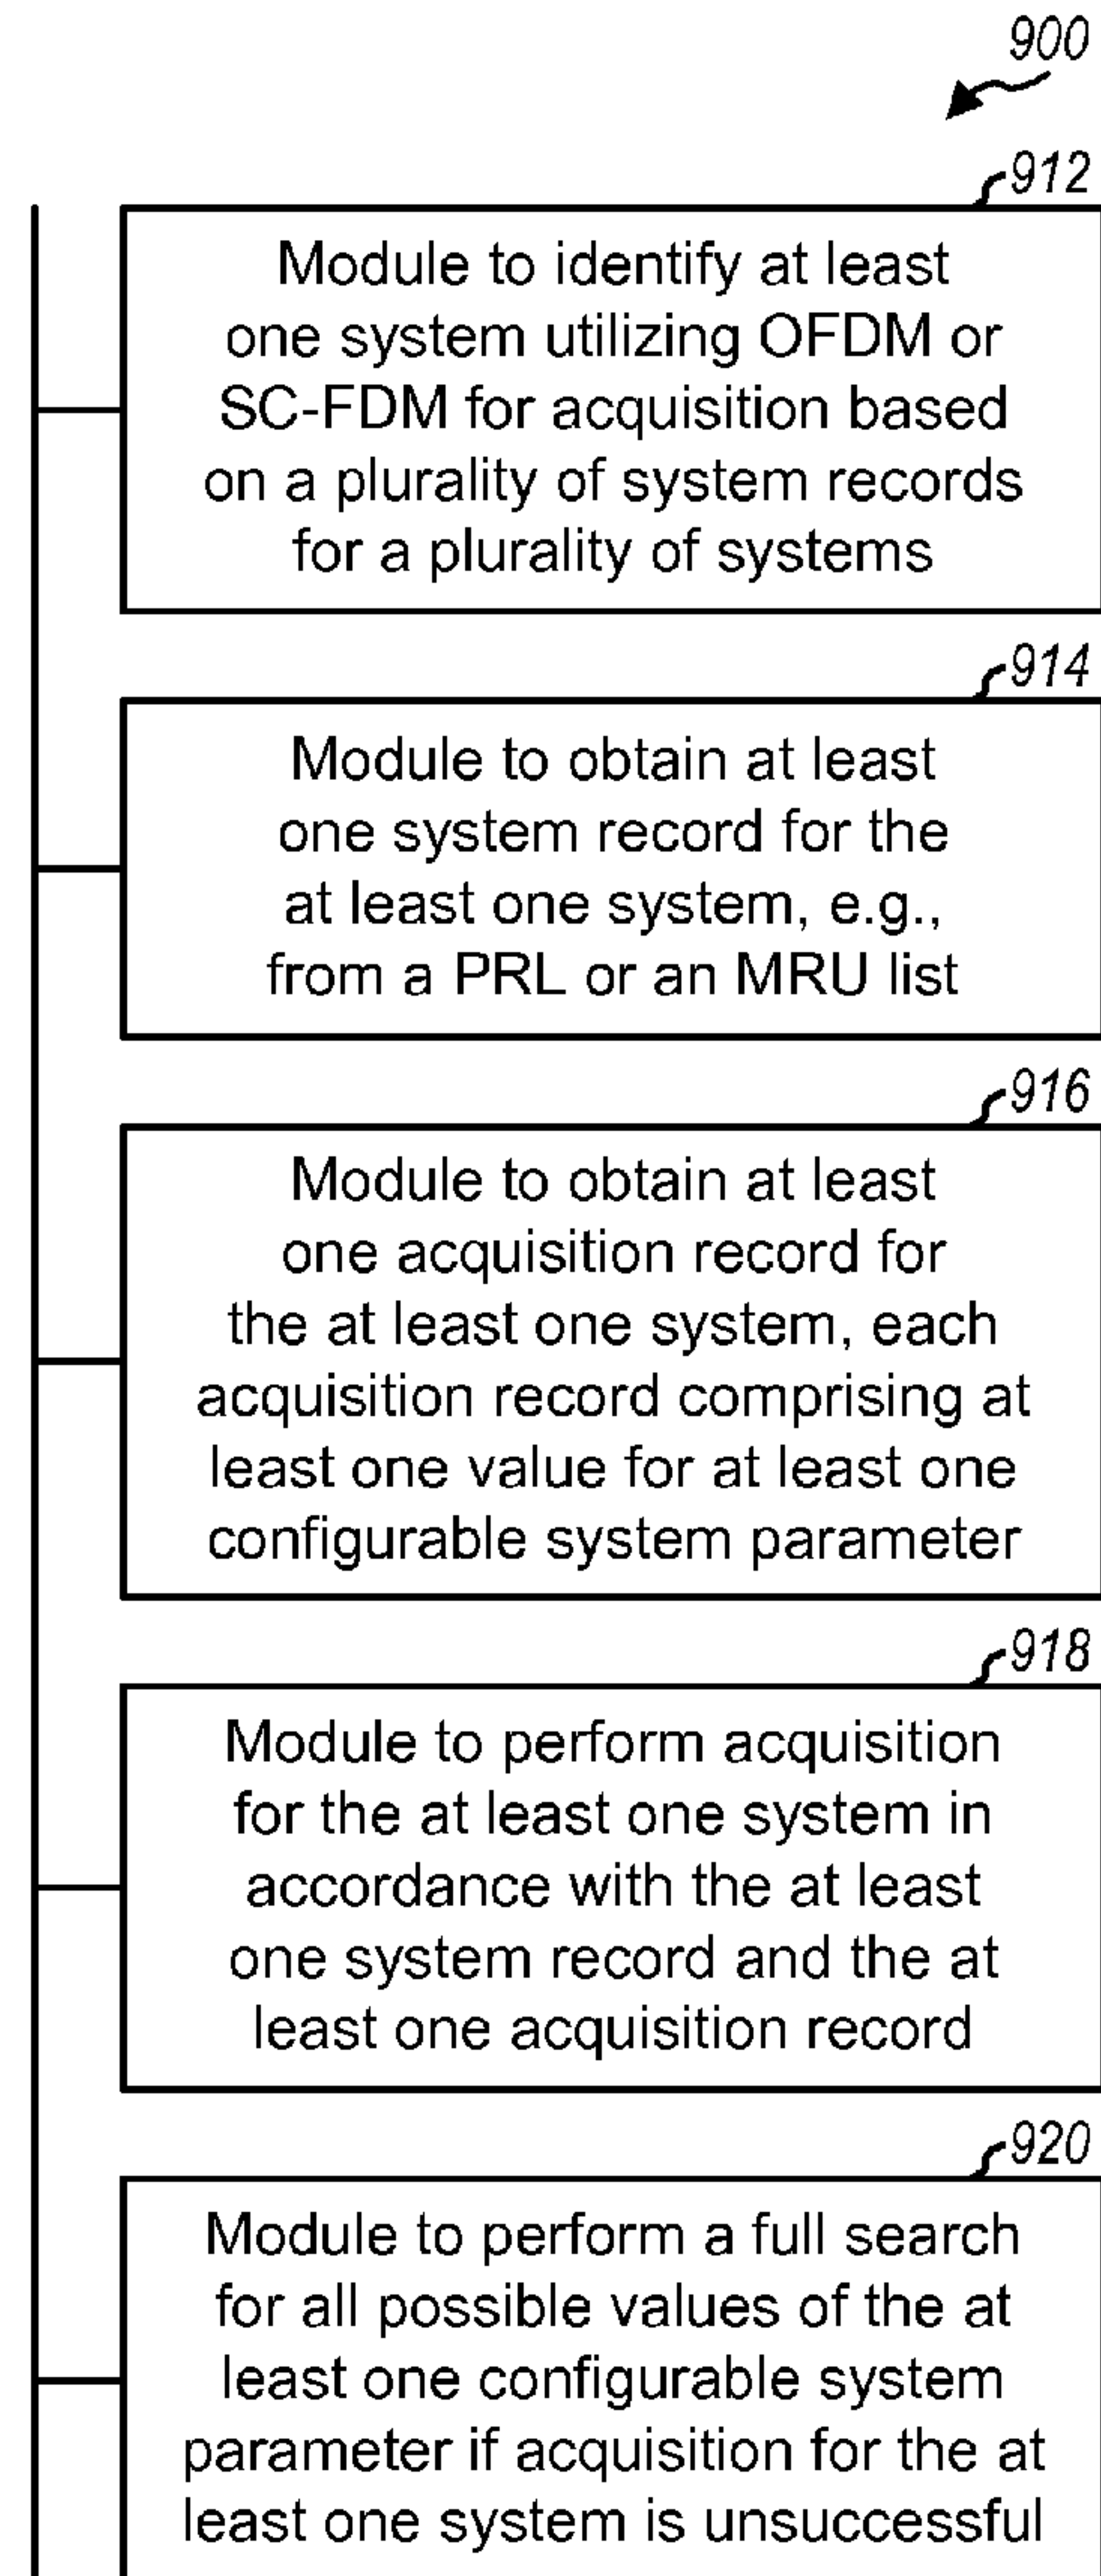 900
912
Module to identify at least
one system utilizing OFDM or
SC-FDM for acquisition based
on a plurality of system records
for a plurality of systems
914
Module to obtain at least
one system record for the
at least one system, e.g.,
from a PRL or an MRU list
916
Module to obtain at least
one acquisition record for
the at least one system, each
acquisition record comprising at
least one value for at least one
configurable system parameter
918
Module to perform acquisition
for the at least one system in
accordance with the at least
one system record and the at
least one acquisition record
920
Module to perform a full search
for all possible values of the at
least one configurable system
parameter if acquisition for the at
least one system is unsuccessful